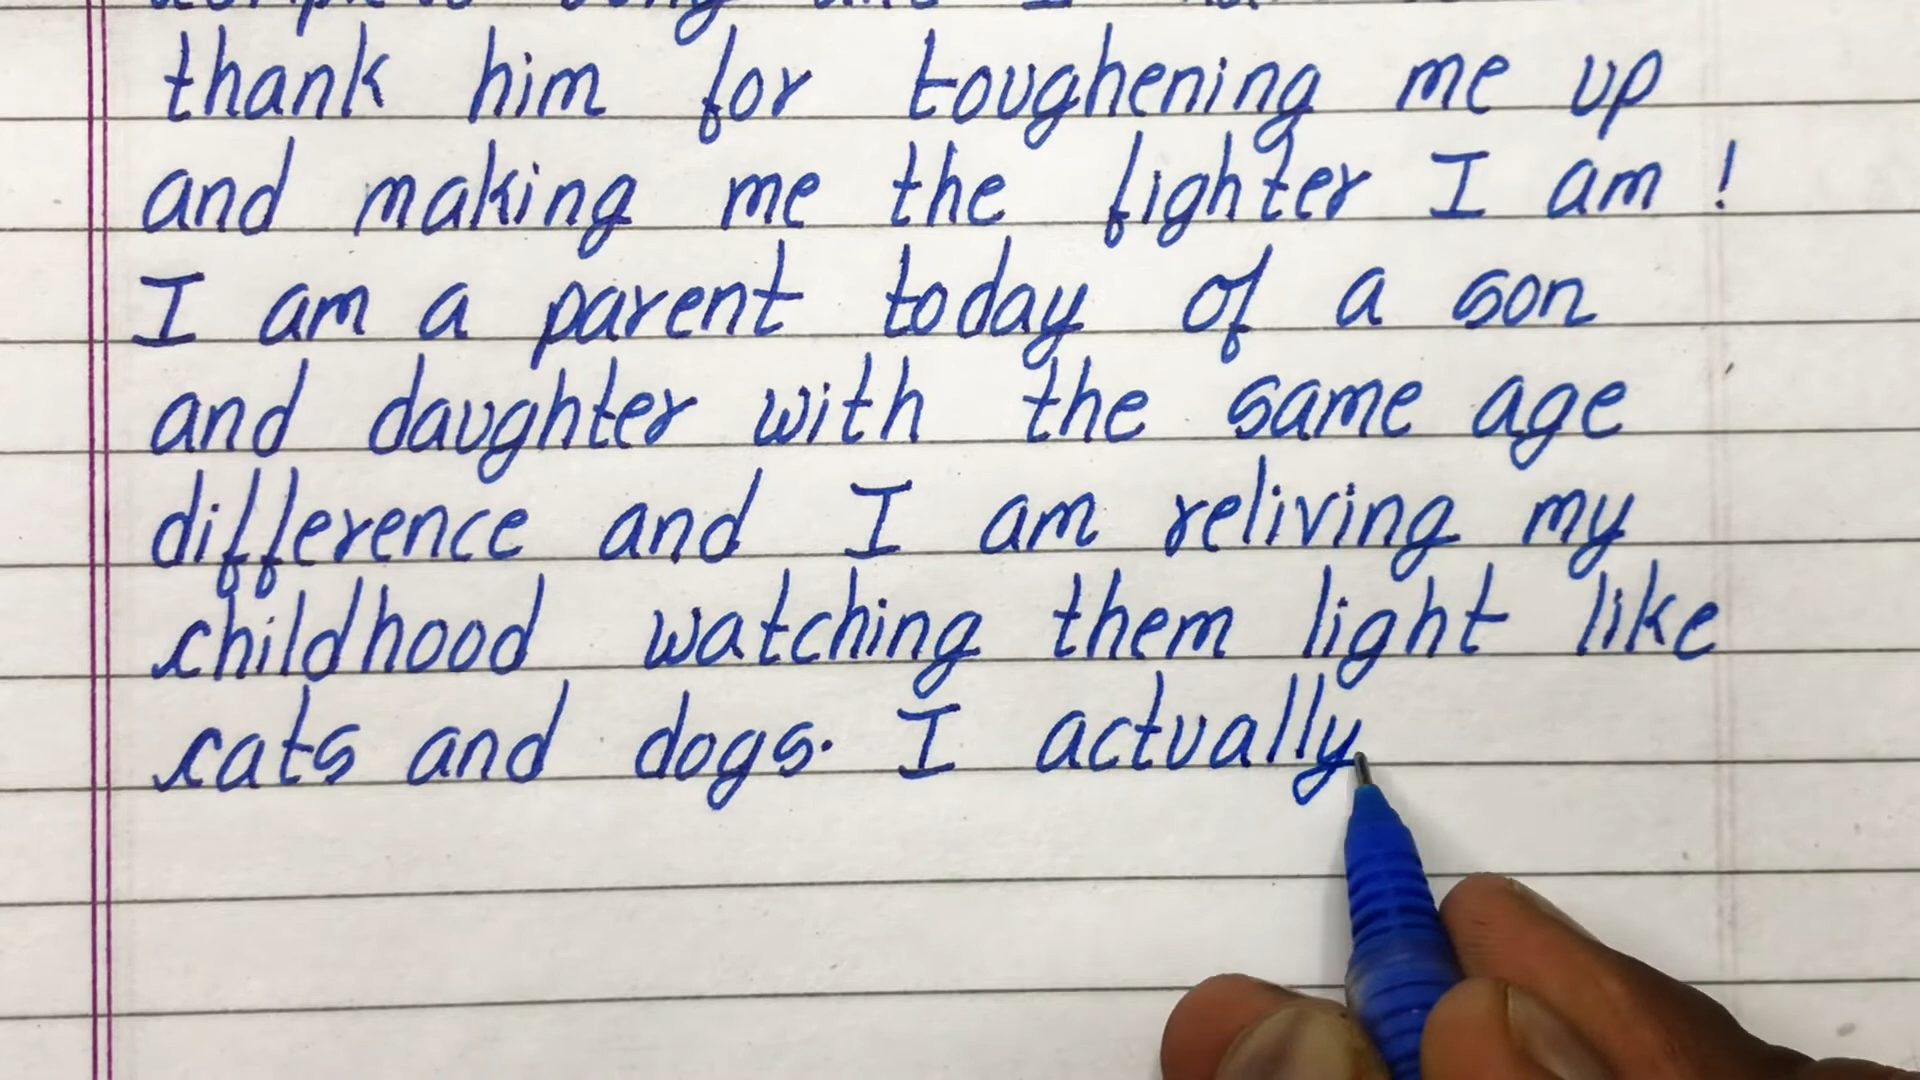 thank him for toughening me up
and making me the fighter I am !
I am a parent today of a son
and daughter with the same age
difference and I am reliving my
childhood watching them light like
cats and dogs. I actually